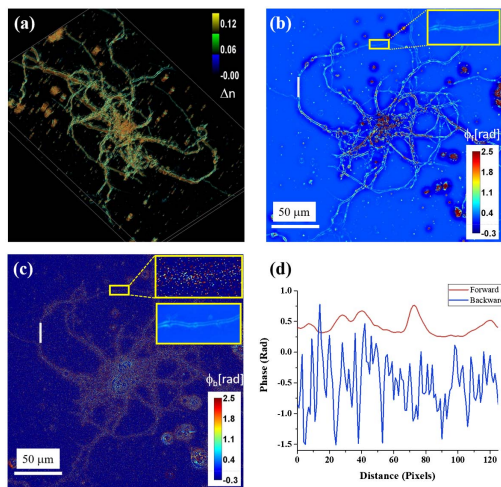 (a)
0.12
0.06
-0.00
Δn
(b)
ϕf[rad]
2.5
1.8
1.1
0.4
-0.3
50 μm
(c)
ϕb[rad]
2.5
1.8
1.1
0.4
-0.3
50 μm
(d)
Forward
Backward
1.5
1.0
0.5
0.0
-0.5
-1.0
-1.5
Phase (Rad)
0 20 40 60 80 100 120
Distance (Pixels)